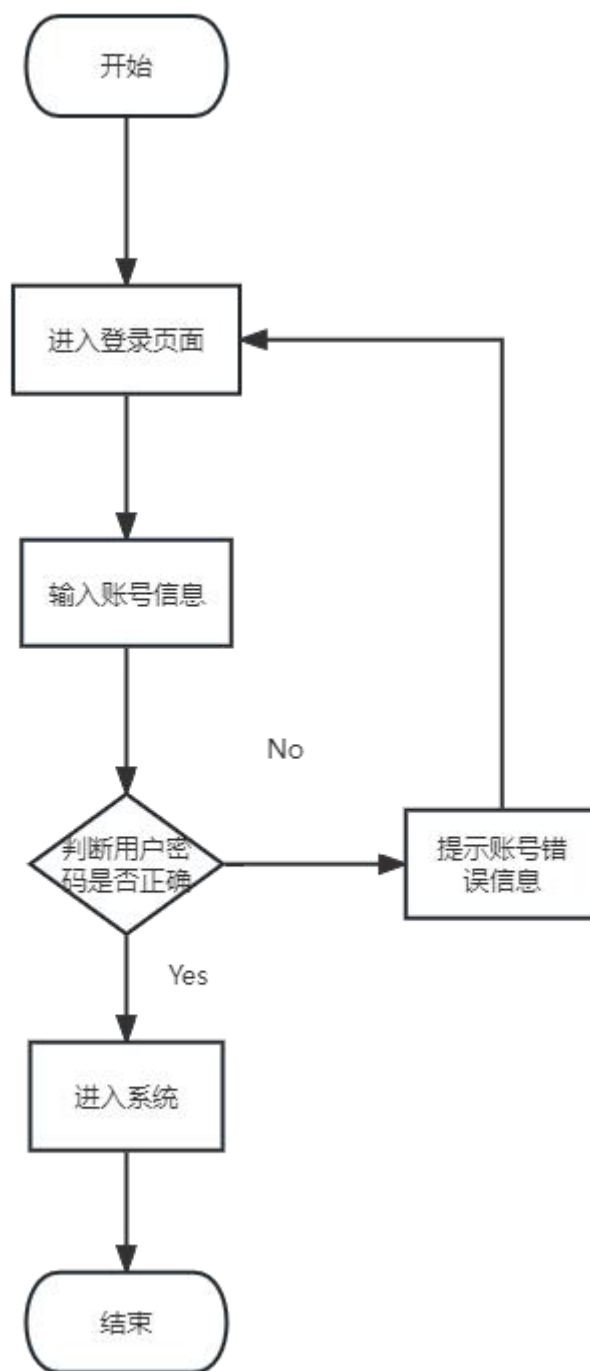 开始
进入登录页面
输入账号信息
No
判断用户密
码是否正确
提示账号错
误信息
Yes
进入系统
结束